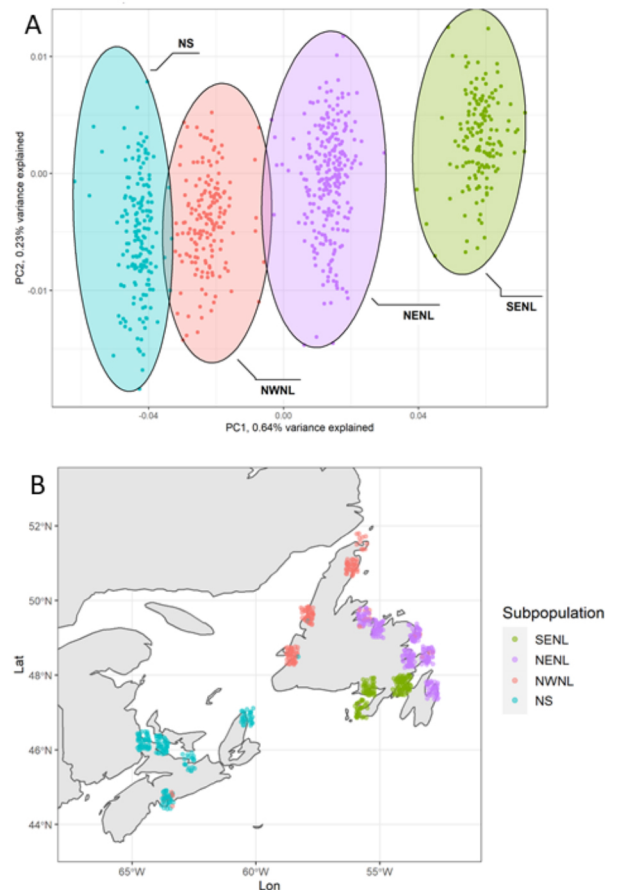 A
NS
0.01
0.00
-0.01
PC2, 0.23% variance explained
NENL
SENL
NWNL
-0.04
0.00
0.04
PC1, 0.64% variance explained
B
52°N
50°N
48°N
46°N
44°N
Lat
65°W
60°W
55°W
Lon
Subpopulation
SENL
NENL
NWNL
NS